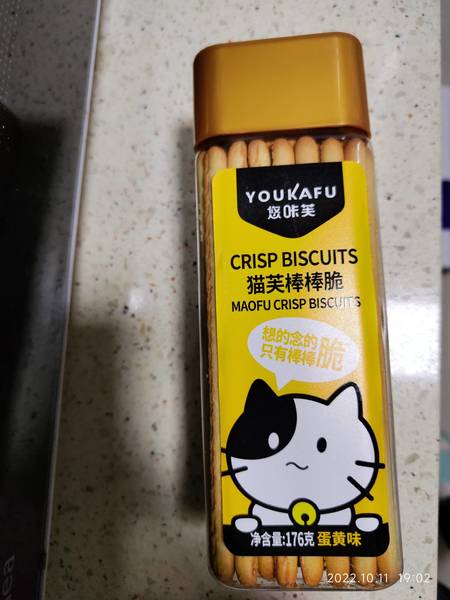 YOUKAFU
悠咔芙
CRISP BISCUITS
猫芙棒棒脆
MAOFU CRISP BISCUITS
想的念的
只有棒棒脆
净含量:176克 蛋黄味
2022.10.11 19:02